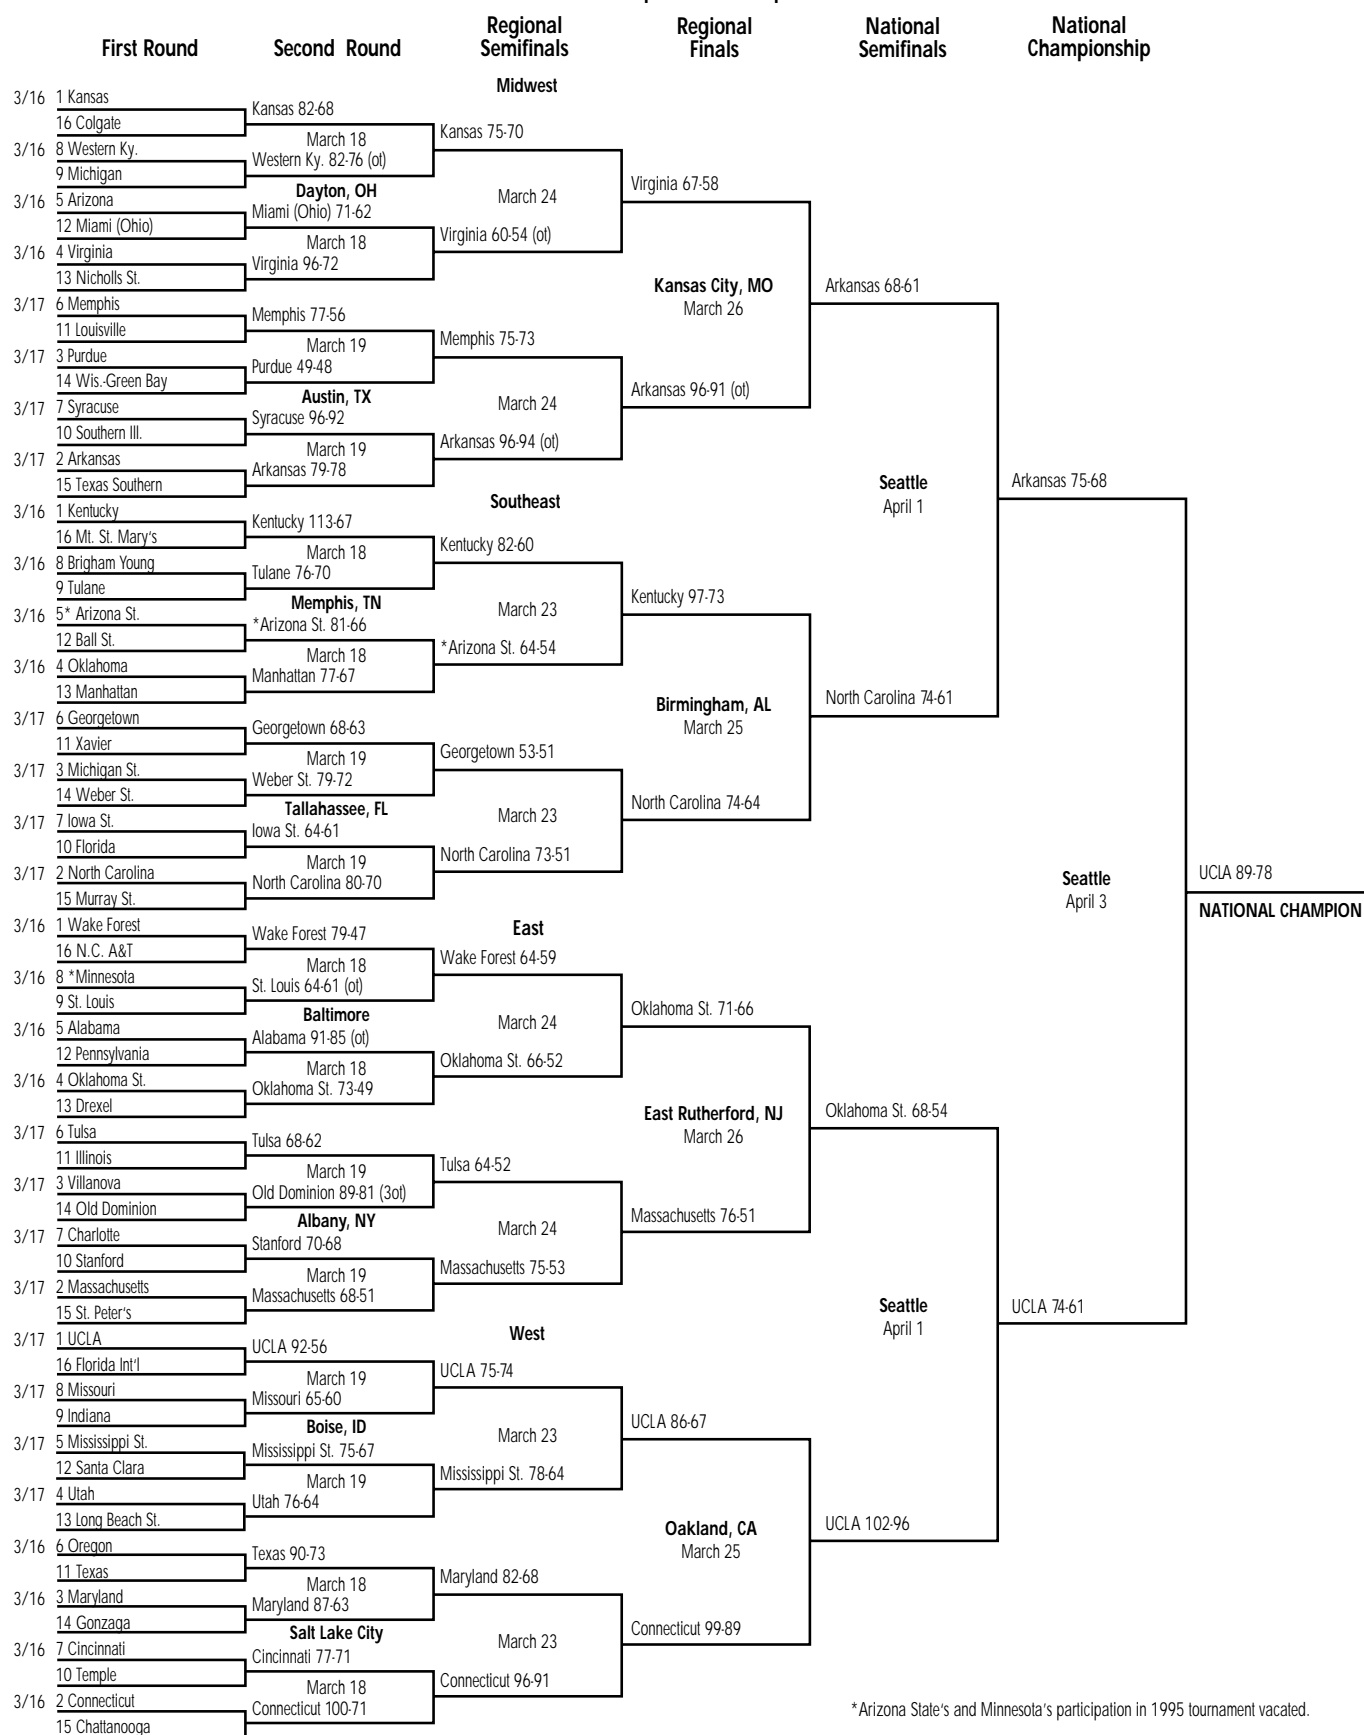 First Round
Second Round
Regional Semifinals
Regional Finals
National Semifinals
National Championship
Midwest
3/16 1 Kansas
16 Colgate
3/16 8 Western Ky.
9 Michigan
3/16 5 Arizona
12 Miami (Ohio)
3/16 4 Virginia
13 Nicholls St.
3/17 6 Memphis
11 Louisville
3/17 3 Purdue
14 Wis.-Green Bay
3/17 7 Syracuse
10 Southern Ill.
3/17 2 Arkansas
15 Texas Southern
Kansas 82-68
March 18
Western Ky. 82-76 (ot)
Dayton, OH
Miami (Ohio) 71-62
March 18
Virginia 96-72
Memphis 77-56
March 19
Purdue 49-48
Austin, TX
Syracuse 96-92
March 19
Arkansas 79-78
Kansas 75-70
March 24
Virginia 60-54 (ot)
Memphis 75-73
March 24
Arkansas 96-94 (ot)
Virginia 67-58
Kansas City, MO
March 26
Arkansas 96-91 (ot)
Arkansas 68-61
Southeast
3/16 1 Kentucky
16 Mt. St. Mary's
3/16 8 Brigham Young
9 Tulane
3/16 5* Arizona St.
12 Ball St.
3/16 4 Oklahoma
13 Manhattan
3/17 6 Georgetown
11 Xavier
3/17 3 Michigan St.
14 Weber St.
3/17 7 Iowa St.
10 Florida
3/17 2 North Carolina
15 Murray St.
Kentucky 113-67
March 18
Tulane 76-70
Memphis, TN
*Arizona St. 81-66
March 18
Manhattan 77-67
Georgetown 68-63
March 19
Weber St. 79-72
Tallahassee, FL
Iowa St. 64-61
March 19
North Carolina 80-70
Kentucky 82-60
March 23
*Arizona St. 64-54
Georgetown 53-51
March 23
North Carolina 73-51
Kentucky 97-73
Birmingham, AL
March 25
North Carolina 74-64
North Carolina 74-61
Seattle
April 1
Arkansas 75-68
East
3/16 1 Wake Forest
16 N.C. A&T
3/16 8 *Minnesota
9 St. Louis
3/16 5 Alabama
12 Pennsylvania
3/16 4 Oklahoma St.
13 Drexel
3/17 6 Tulsa
11 Illinois
3/17 3 Villanova
14 Old Dominion
3/17 7 Charlotte
10 Stanford
3/17 2 Massachusetts
15 St. Peter's
Wake Forest 79-47
March 18
St. Louis 64-61 (ot)
Baltimore
Alabama 91-85 (ot)
March 18
Oklahoma St. 73-49
Tulsa 68-62
March 19
Old Dominion 89-81 (3ot)
Albany, NY
Stanford 70-68
March 19
Massachusetts 68-51
Wake Forest 64-59
March 24
Oklahoma St. 66-52
Tulsa 64-52
March 24
Massachusetts 75-53
Oklahoma St. 71-66
East Rutherford, NJ
March 26
Massachusetts 76-51
Oklahoma St. 68-54
West
3/17 1 UCLA
16 Florida Int'l
3/17 8 Missouri
9 Indiana
3/17 5 Mississippi St.
12 Santa Clara
3/17 4 Utah
13 Long Beach St.
3/16 6 Oregon
11 Texas
3/16 3 Maryland
14 Gonzaga
3/16 7 Cincinnati
10 Temple
3/16 2 Connecticut
15 Chattanooga
UCLA 92-56
March 19
Missouri 65-60
Boise, ID
Mississippi St. 75-67
March 19
Utah 76-64
Texas 90-73
March 18
Maryland 87-63
Salt Lake City
Cincinnati 77-71
March 18
Connecticut 100-71
UCLA 75-74
March 23
Mississippi St. 78-64
Maryland 82-68
March 23
Connecticut 96-91
UCLA 86-67
Oakland, CA
March 25
Connecticut 99-89
UCLA 102-96
Seattle
April 1
UCLA 74-61
Seattle
April 3
UCLA 89-78
NATIONAL CHAMPION
*Arizona State's and Minnesota's participation in 1995 tournament vacated.